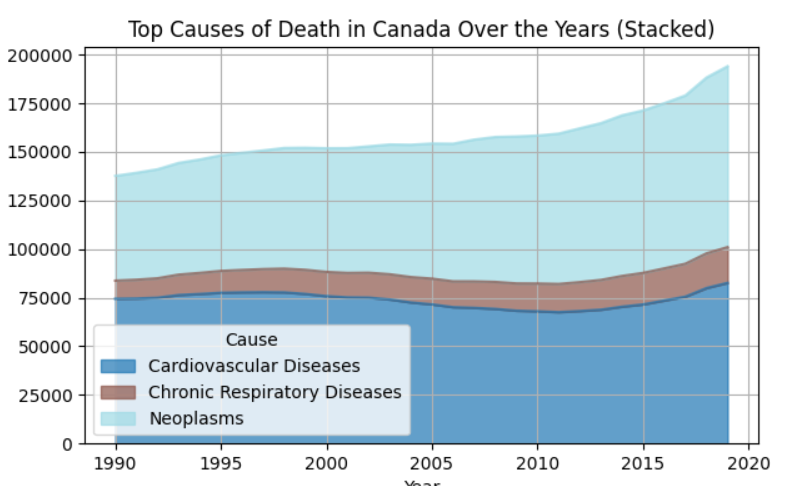 Top Causes of Death in Canada Over the Years (Stacked)
200000
175000
150000
125000
100000
75000
50000
25000
0
Cause
Cardiovascular Diseases
Chronic Respiratory Diseases
Neoplasms
1990 1995 2000 2005 2010 2015 2020
Year